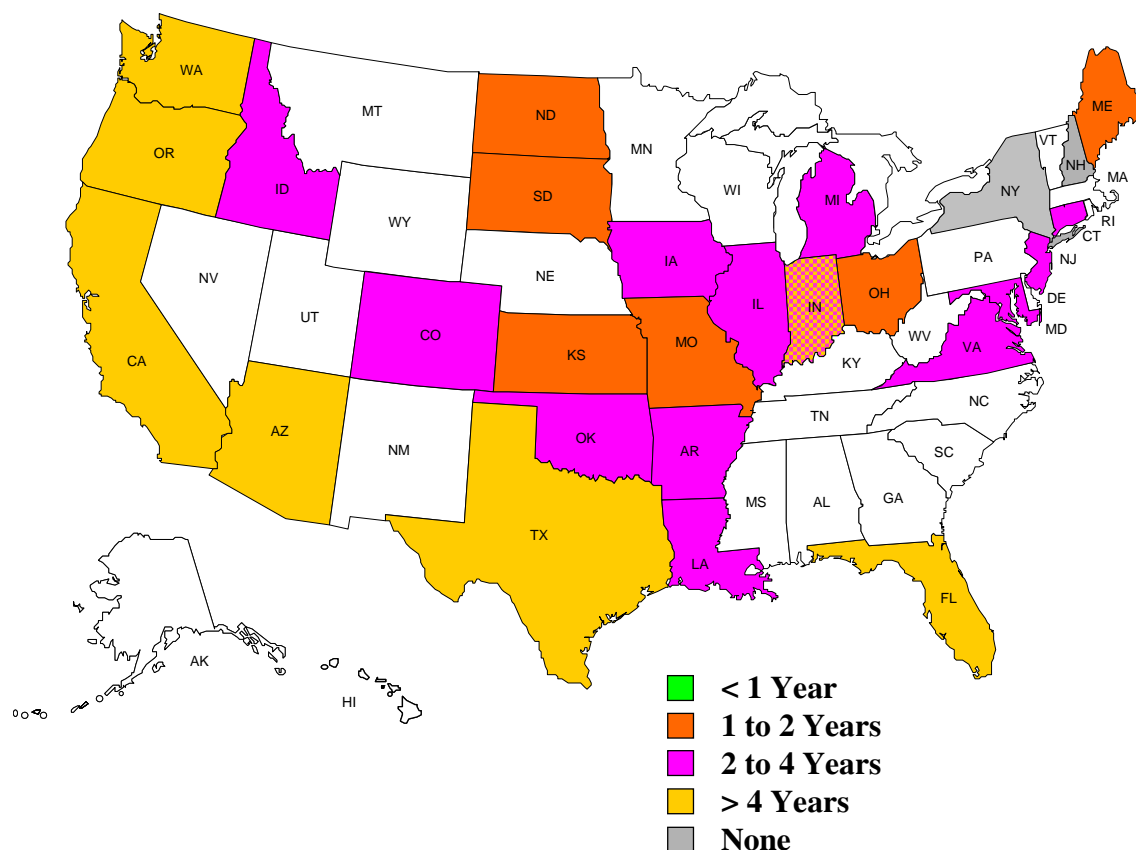 WA
MT
ND
MN
ME
VT
NH
OR
ID
SD
WI
MI
NY
MA
RI
CT
WY
NV
UT
NE
IA
PA
NJ
DE
MD
CA
CO
KS
MO
IL
IN
OH
WV
VA
KY
AZ
NM
OK
AR
TN
NC
SC
MS
AL
GA
TX
LA
FL
AK
HI
< 1 Year
1 to 2 Years
2 to 4 Years
> 4 Years
None